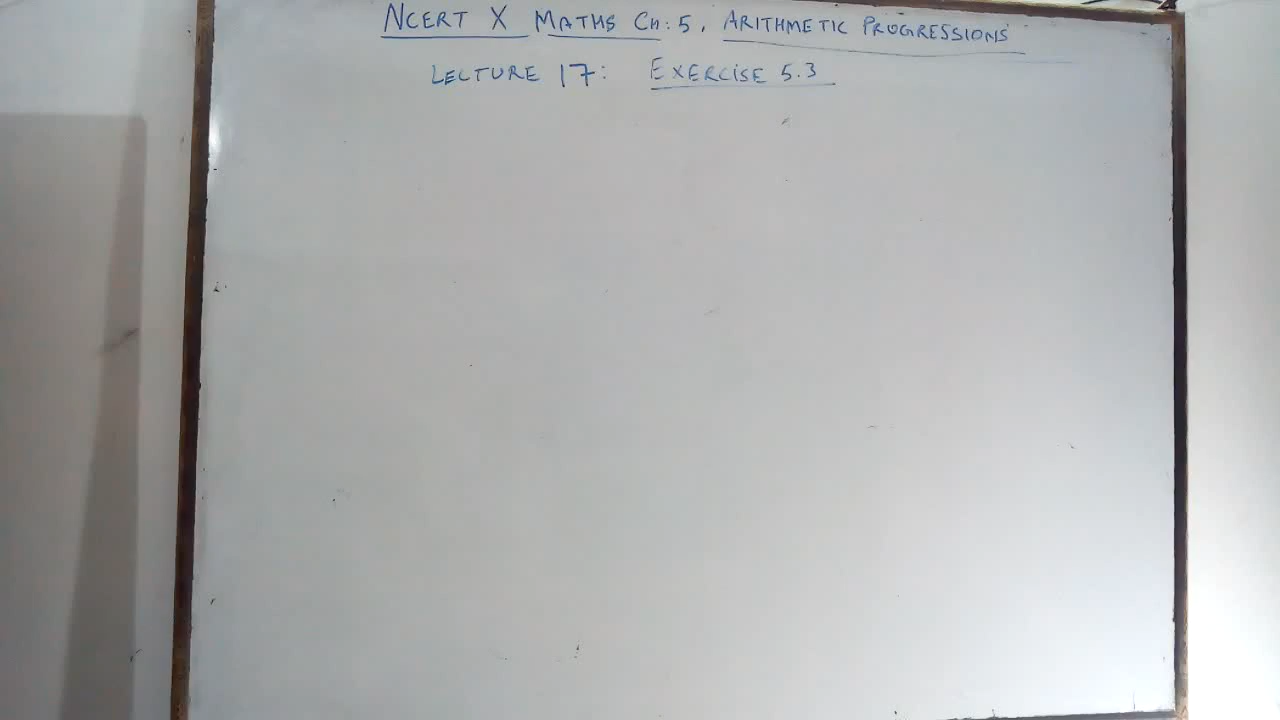 NCERT X MATHS CH: 5, ARITHMETIC PROGRESSIONS
LECTURE 17: EXERCISE 5.3